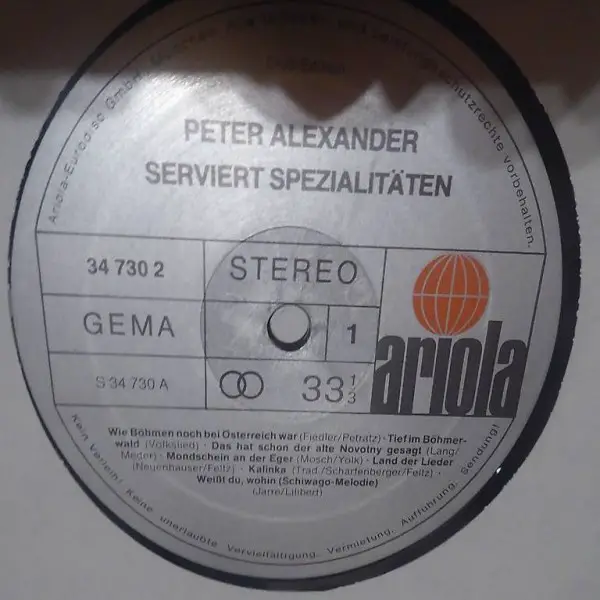 Ariola-Eurodisc GmbH München. Alle
schutzrechte vorbehalten.
PETER ALEXANDER
SERVIERT SPEZIALITÄTEN
34 730 2
STEREO
GEMA
1
ariola
S 34 730 A
33 1/3
Wie Böhmen noch bei Österreich war (Fiedler/Petratz) · Tief im Böhmer-
wald (Volkslied) · Das hat schon der alte Novotny gesagt (Lang/
Meder) · Mondschein an der Eger (Mosch/Yolk) · Land der Lieder
(Neuenhauser/Feltz) · Kalinka (Trad./Scharfenberger/Feltz) ·
Weißt du, wohin (Schiwago-Melodie)
(Jarre/Lilibert)
Kein Verleih! Keine unerlaubte Vervielfältigung, Vermietung, Aufführung, Sendung!